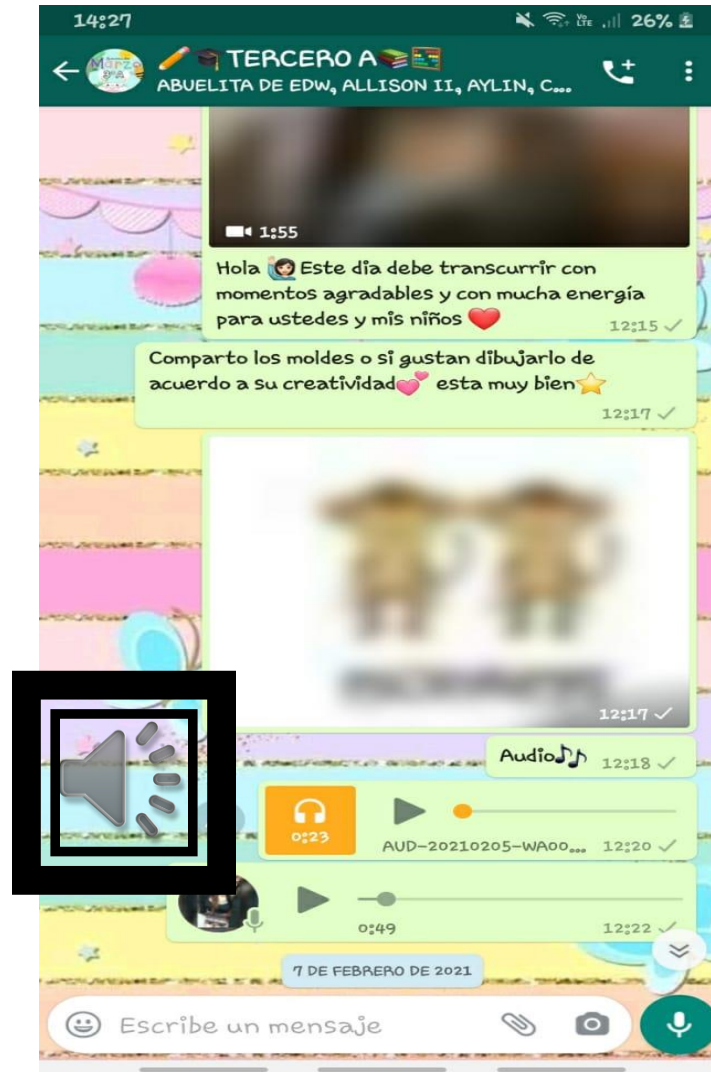 14:27
26%
TERCERO A
ABUELITA DE EDW, ALLISON II, AYLIN, C...
1:55
Hola 🙋🏻‍♀️ Este día debe transcurrir con
momentos agradables y con mucha energía
para ustedes y mis niños ❤️
12:15
Comparto los moldes o si gustan dibujarlo de
acuerdo a su creatividad💕 esta muy bien⭐
12:17
12:17
Audio🎶 12:18
0:23
AUD-20210205-WA00... 12:20
0:49 12:22
7 DE FEBRERO DE 2021
Escribe un mensaje